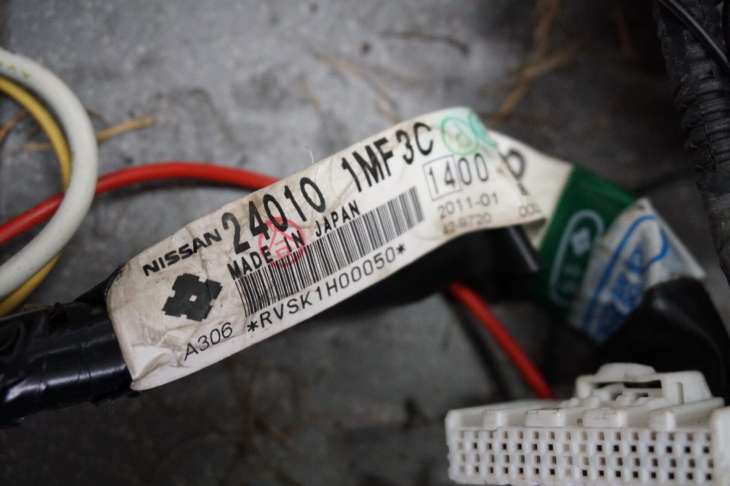 NISSAN 24010 1MF3C
MADE IN JAPAN
1400
2011-01
A306 *RVSK1H00050*